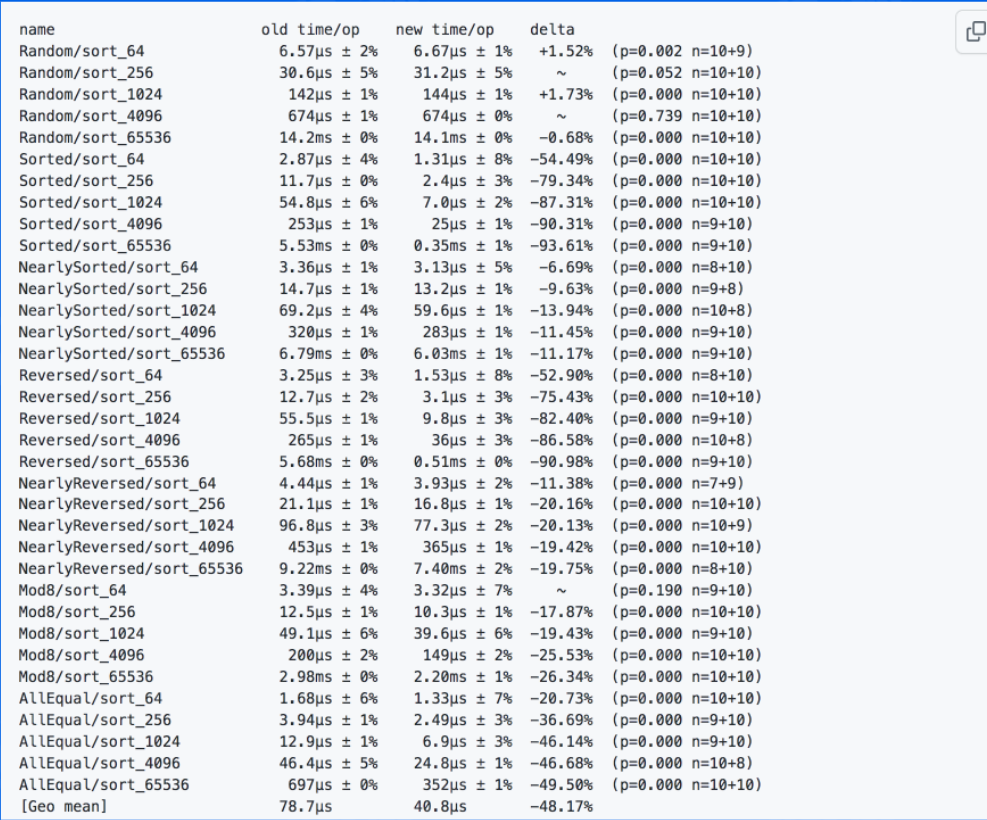 name old time/op new time/op delta
Random/sort_64 6.57µs ± 2% 6.67µs ± 1% +1.52% (p=0.002 n=10+9)
Random/sort_256 30.6µs ± 5% 31.2µs ± 5% ~ (p=0.052 n=10+10)
Random/sort_1024 142µs ± 1% 144µs ± 1% +1.73% (p=0.000 n=10+10)
Random/sort_4096 674µs ± 1% 674µs ± 0% ~ (p=0.739 n=10+10)
Random/sort_65536 14.2ms ± 0% 14.1ms ± 0% -0.68% (p=0.000 n=10+10)
Sorted/sort_64 2.87µs ± 4% 1.31µs ± 8% -54.49% (p=0.000 n=10+10)
Sorted/sort_256 11.7µs ± 0% 2.4µs ± 3% -79.34% (p=0.000 n=10+10)
Sorted/sort_1024 54.8µs ± 6% 7.0µs ± 2% -87.31% (p=0.000 n=10+10)
Sorted/sort_4096 253µs ± 1% 25µs ± 1% -90.31% (p=0.000 n=9+10)
Sorted/sort_65536 5.53ms ± 0% 0.35ms ± 1% -93.61% (p=0.000 n=9+10)
NearlySorted/sort_64 3.36µs ± 1% 3.13µs ± 5% -6.69% (p=0.000 n=8+10)
NearlySorted/sort_256 14.7µs ± 1% 13.2µs ± 1% -9.63% (p=0.000 n=9+8)
NearlySorted/sort_1024 69.2µs ± 4% 59.6µs ± 1% -13.94% (p=0.000 n=10+8)
NearlySorted/sort_4096 320µs ± 1% 283µs ± 1% -11.45% (p=0.000 n=9+10)
NearlySorted/sort_65536 6.79ms ± 0% 6.03ms ± 1% -11.17% (p=0.000 n=9+10)
Reversed/sort_64 3.25µs ± 3% 1.53µs ± 8% -52.90% (p=0.000 n=8+10)
Reversed/sort_256 12.7µs ± 2% 3.1µs ± 3% -75.43% (p=0.000 n=10+10)
Reversed/sort_1024 55.5µs ± 1% 9.8µs ± 3% -82.40% (p=0.000 n=9+10)
Reversed/sort_4096 265µs ± 1% 36µs ± 3% -86.58% (p=0.000 n=10+8)
Reversed/sort_65536 5.68ms ± 0% 0.51ms ± 0% -90.98% (p=0.000 n=9+10)
NearlyReversed/sort_64 4.44µs ± 1% 3.93µs ± 2% -11.38% (p=0.000 n=7+9)
NearlyReversed/sort_256 21.1µs ± 1% 16.8µs ± 1% -20.16% (p=0.000 n=10+10)
NearlyReversed/sort_1024 96.8µs ± 3% 77.3µs ± 2% -20.13% (p=0.000 n=10+9)
NearlyReversed/sort_4096 453µs ± 1% 365µs ± 1% -19.42% (p=0.000 n=10+10)
NearlyReversed/sort_65536 9.22ms ± 0% 7.40ms ± 2% -19.75% (p=0.000 n=8+10)
Mod8/sort_64 3.39µs ± 4% 3.32µs ± 7% ~ (p=0.190 n=9+10)
Mod8/sort_256 12.5µs ± 1% 10.3µs ± 1% -17.87% (p=0.000 n=10+10)
Mod8/sort_1024 49.1µs ± 6% 39.6µs ± 6% -19.43% (p=0.000 n=9+10)
Mod8/sort_4096 200µs ± 2% 149µs ± 2% -25.53% (p=0.000 n=10+10)
Mod8/sort_65536 2.98ms ± 0% 2.20ms ± 1% -26.34% (p=0.000 n=10+10)
AllEqual/sort_64 1.68µs ± 6% 1.33µs ± 7% -20.73% (p=0.000 n=10+10)
AllEqual/sort_256 3.94µs ± 1% 2.49µs ± 3% -36.69% (p=0.000 n=9+10)
AllEqual/sort_1024 12.9µs ± 1% 6.9µs ± 3% -46.14% (p=0.000 n=9+10)
AllEqual/sort_4096 46.4µs ± 5% 24.8µs ± 1% -46.68% (p=0.000 n=10+8)
AllEqual/sort_65536 697µs ± 0% 352µs ± 1% -49.50% (p=0.000 n=10+10)
[Geo mean] 78.7µs 40.8µs -48.17%